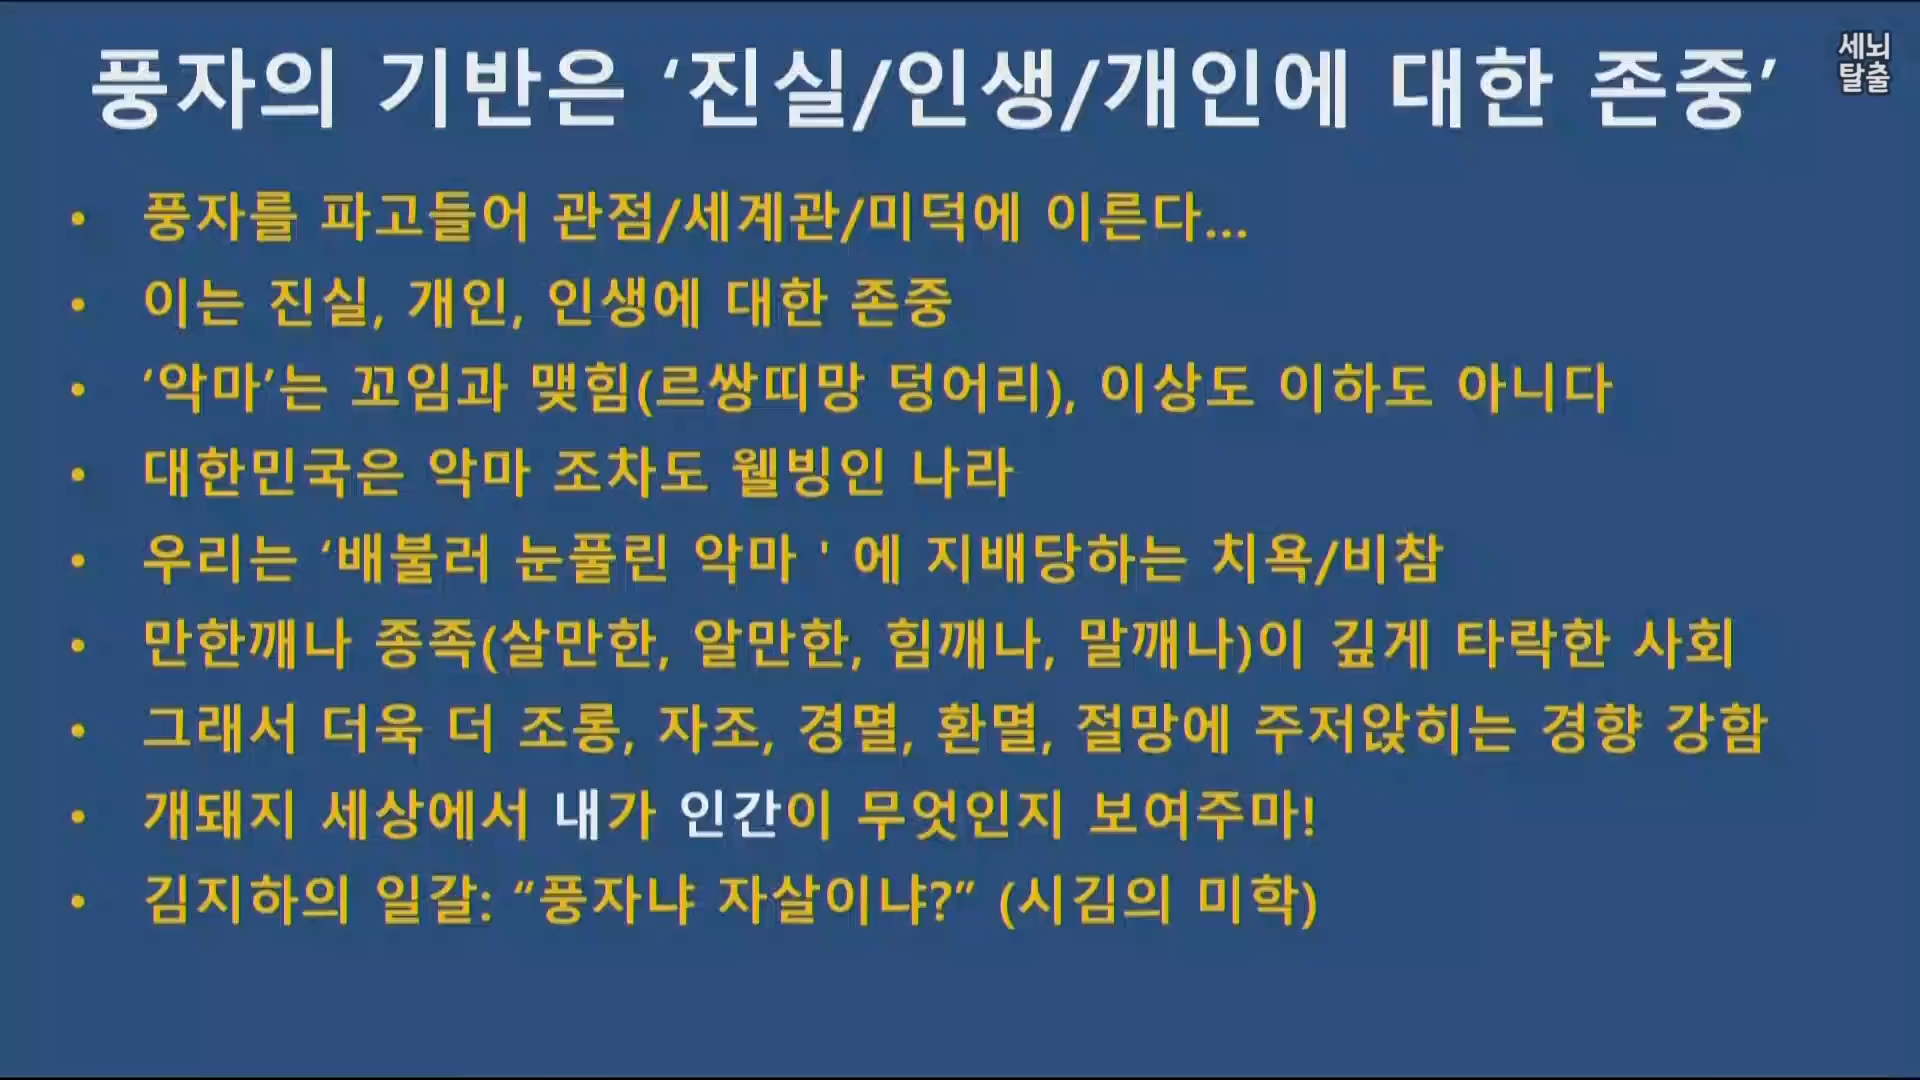 풍자의 기반은 ‘진실/인생/개인에 대한 존중’
세뇌
탈출
• 풍자를 파고들어 관점/세계관/미덕에 이른다...
• 이는 진실, 개인, 인생에 대한 존중
• ‘악마’는 꼬임과 맺힘(르쌍띠망 덩어리), 이상도 이하도 아니다
• 대한민국은 악마 조차도 웰빙인 나라
• 우리는 ‘배불러 눈풀린 악마 ' 에 지배당하는 치욕/비참
• 만한깨나 종족(살만한, 알만한, 힘깨나, 말깨나)이 깊게 타락한 사회
• 그래서 더욱 더 조롱, 자조, 경멸, 환멸, 절망에 주저앉히는 경향 강함
• 개돼지 세상에서 내가 인간이 무엇인지 보여주마!
• 김지하의 일갈: “풍자냐 자살이냐?” (시김의 미학)